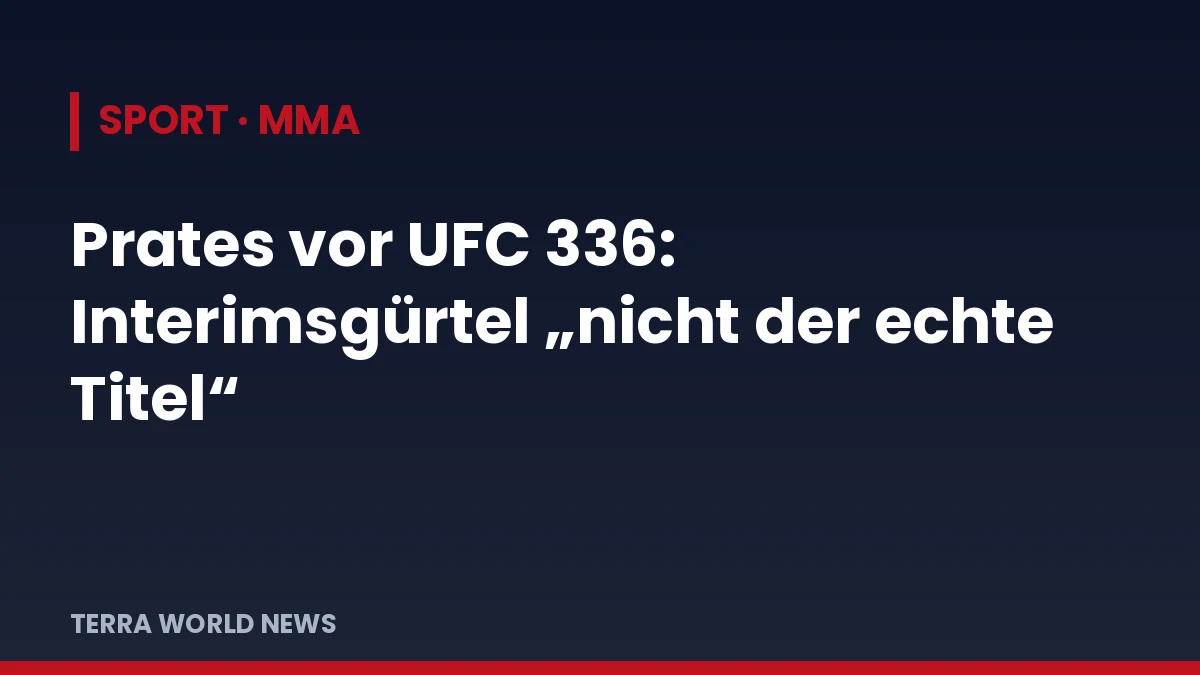 SPORT · MMA
Prates vor UFC 336:
Interimsgürtel „nicht der echte
Titel“
TERRA WORLD NEWS